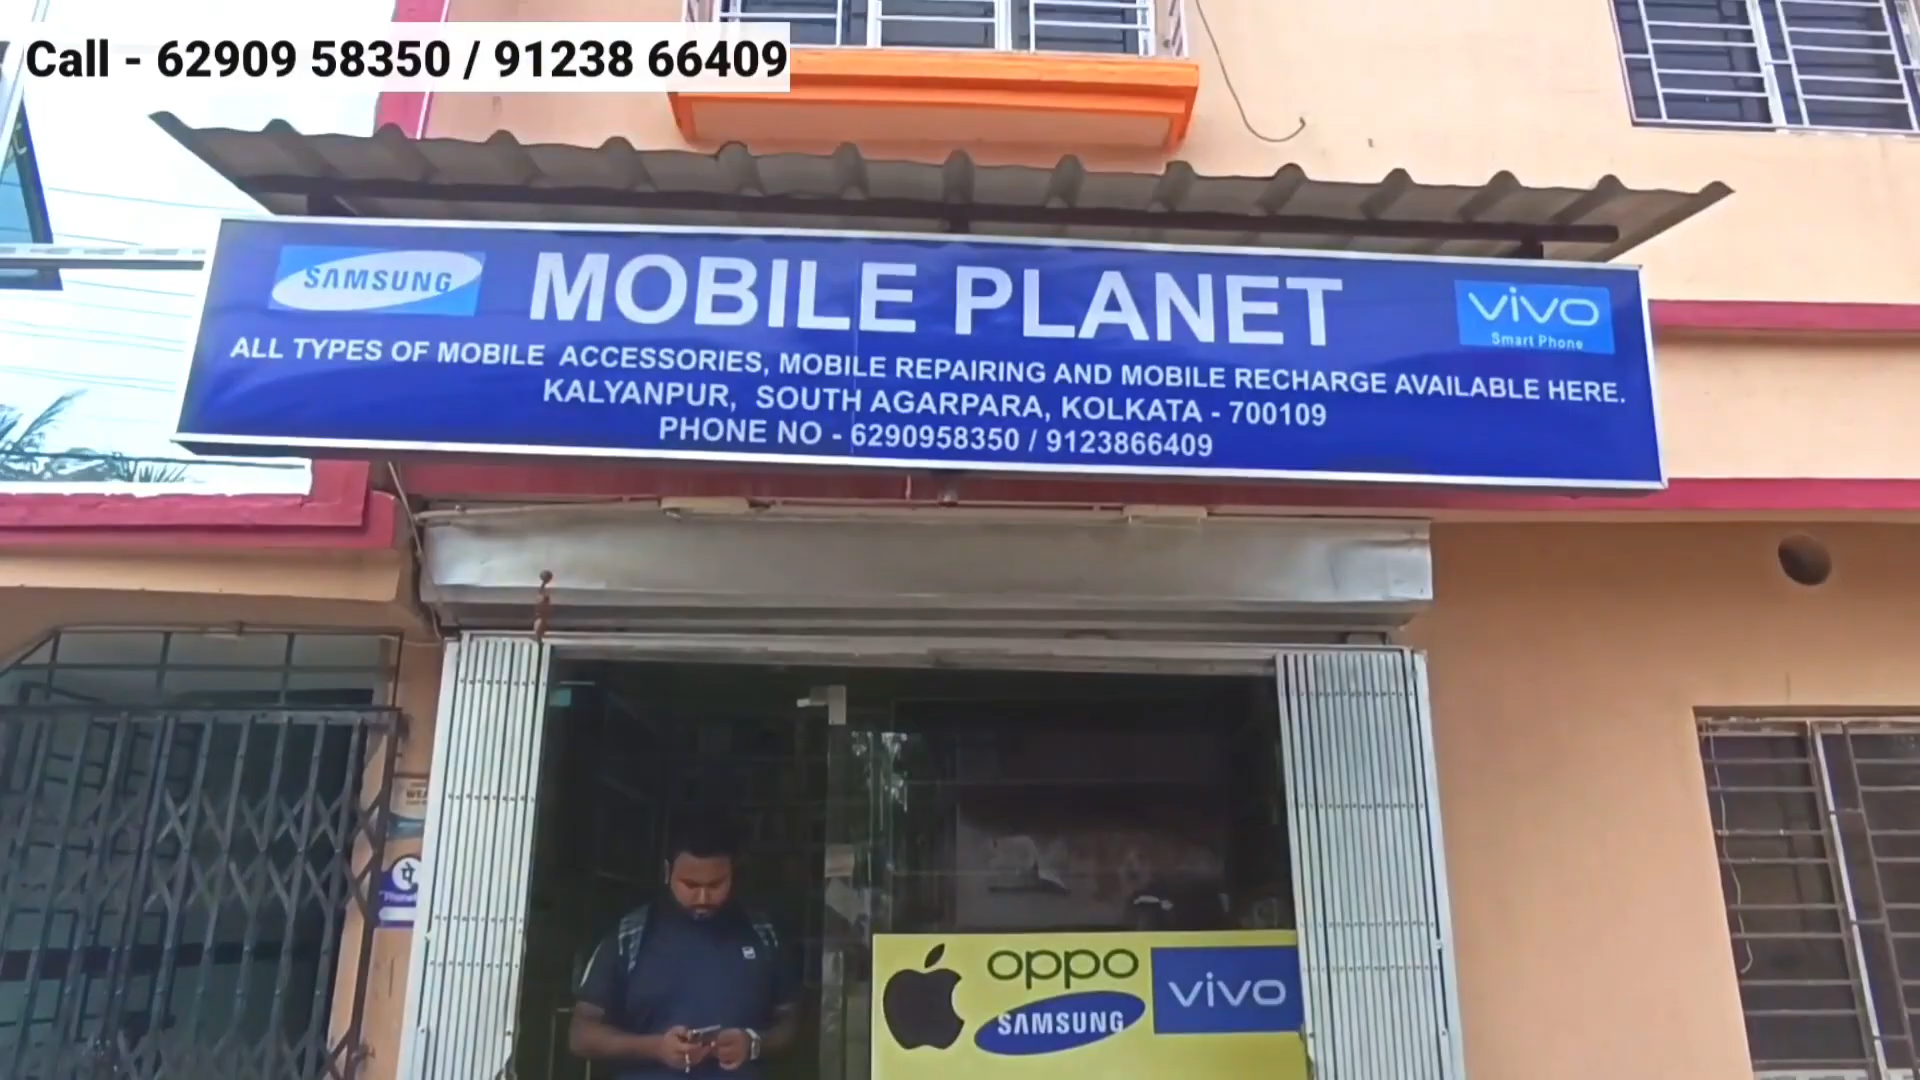 Call - 62909 58350 / 91238 66409
SAMSUNG
MOBILE PLANET
vivo
Smart Phone
ALL TYPES OF MOBILE ACCESSORIES, MOBILE REPAIRING AND MOBILE RECHARGE AVAILABLE HERE.
KALYANPUR, SOUTH AGARPARA, KOLKATA - 700109
PHONE NO - 6290958350 / 9123866409
पे
oppo
SAMSUNG
vivo